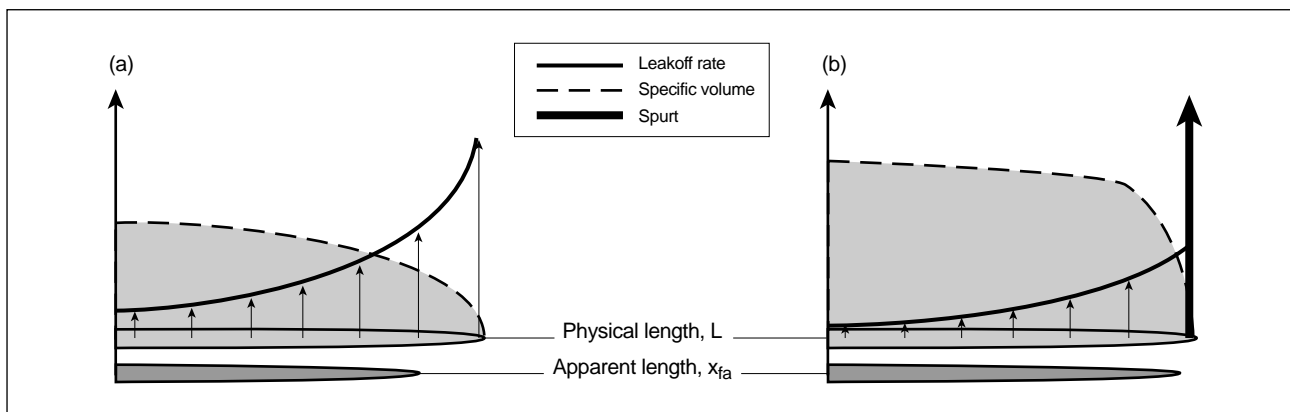 (a)
Leakoff rate
Specific volume
Spurt
(b)
Physical length, L
Apparent length, xfa